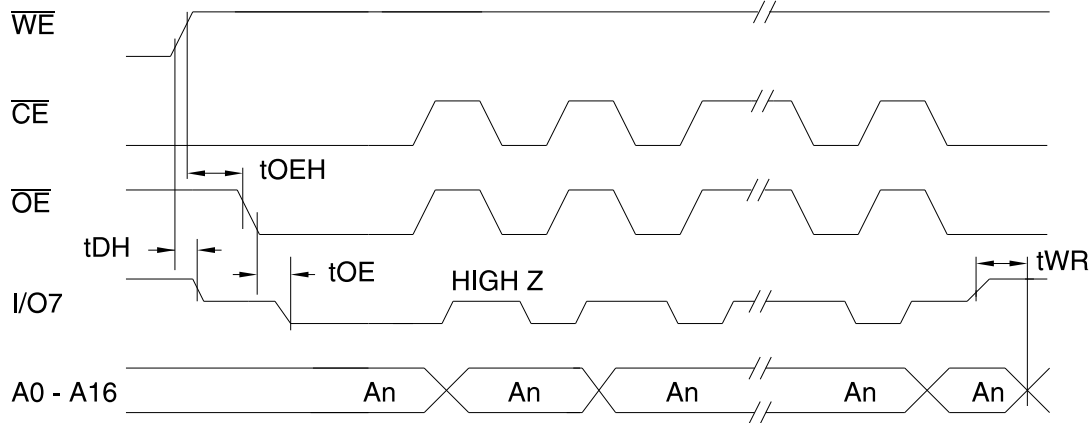 WE
CE
tOEH
OE
tDH
tOE
tWR
HIGH Z
I/O7
A0 - A16
An
An
An
An
An